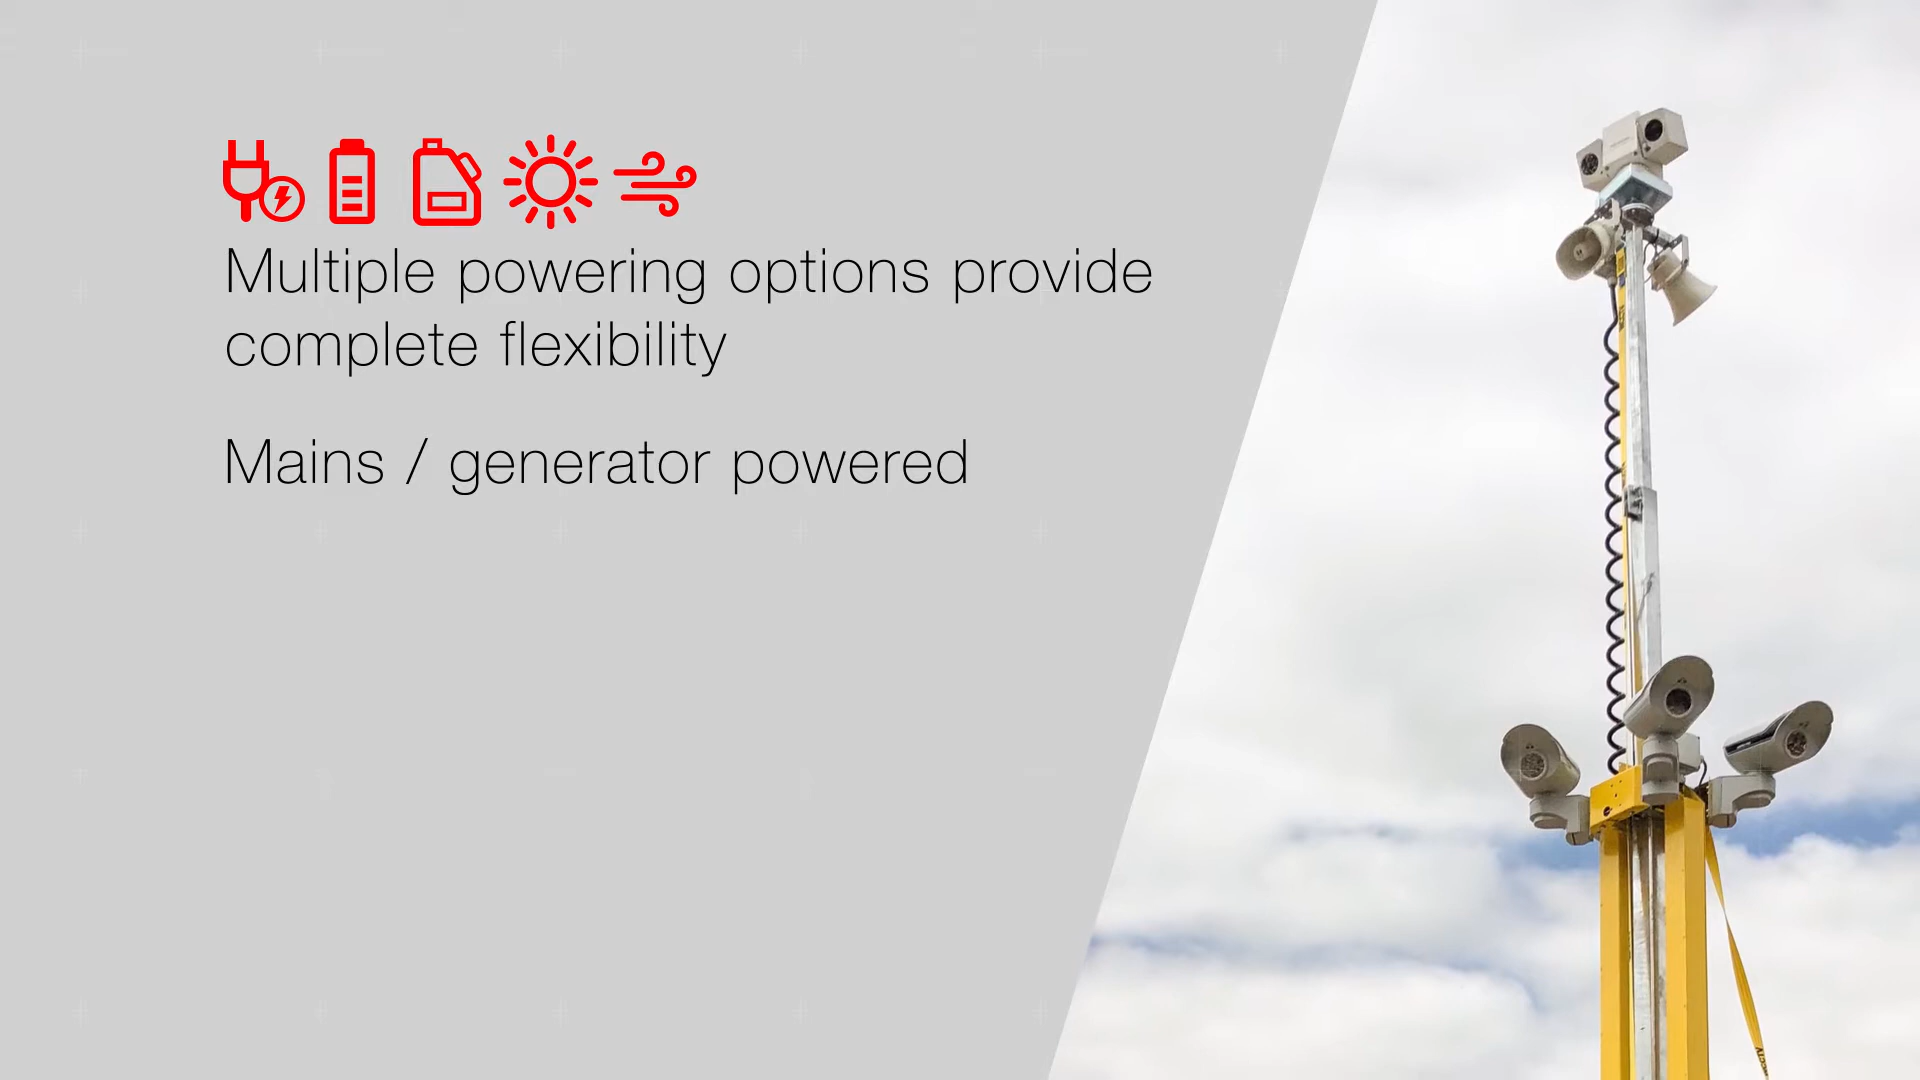 Multiple powering options provide
complete flexibility
Mains / generator powered